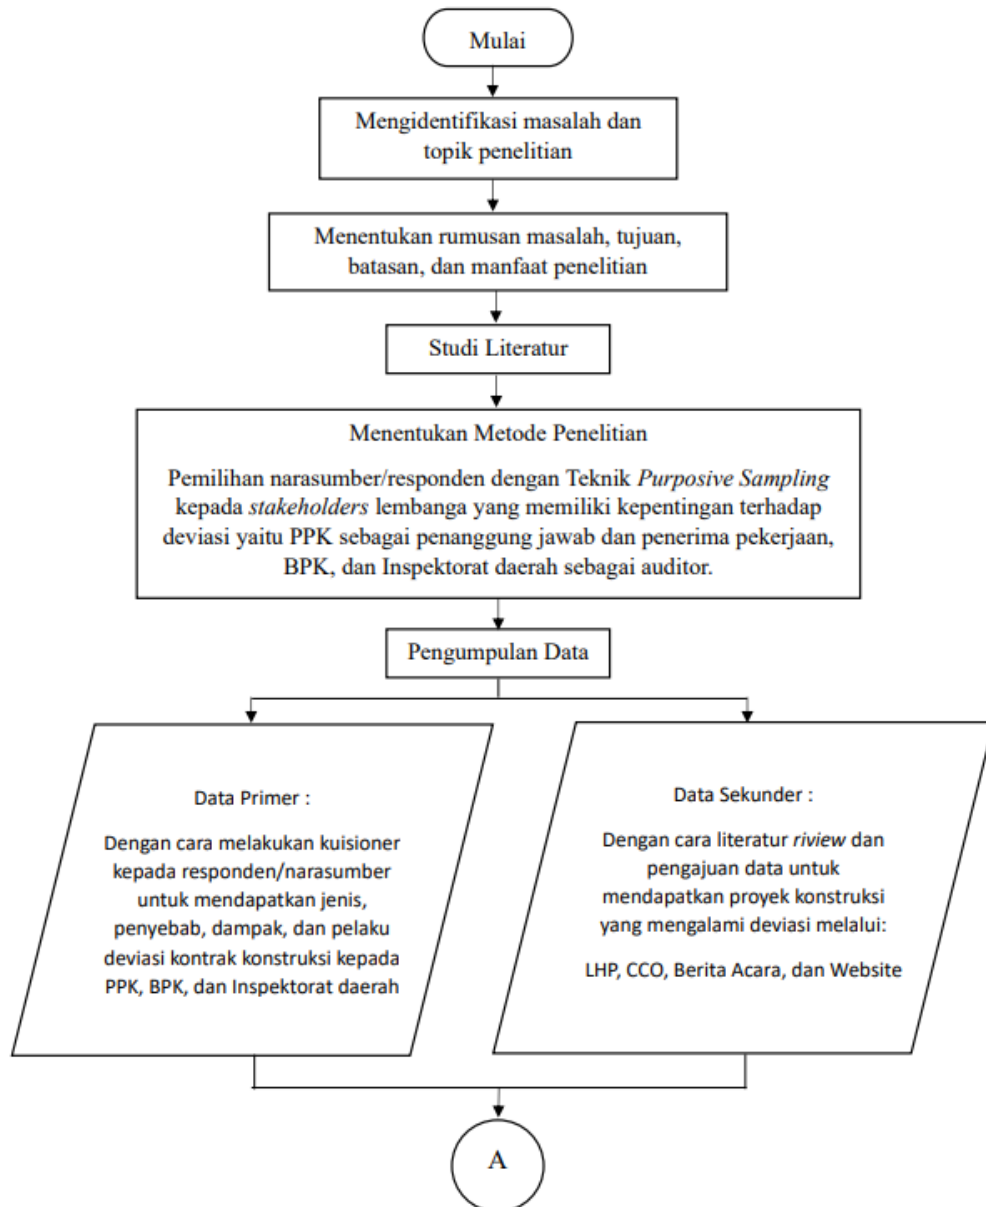 Mulai
Mengidentifikasi masalah dan
topik penelitian
Menentukan rumusan masalah, tujuan,
batasan, dan manfaat penelitian
Studi Literatur
Menentukan Metode Penelitian
Pemilihan narasumber/responden dengan Teknik Purposive Sampling
kepada stakeholders lembanga yang memiliki kepentingan terhadap
deviasi yaitu PPK sebagai penanggung jawab dan penerima pekerjaan,
BPK, dan Inspektorat daerah sebagai auditor.
Pengumpulan Data
Data Primer :
Dengan cara melakukan kuisioner
kepada responden/narasumber
untuk mendapatkan jenis,
penyebab, dampak, dan pelaku
deviasi kontrak konstruksi kepada
PPK, BPK, dan Inspektorat daerah
Data Sekunder :
Dengan cara literatur riview dan
pengajuan data untuk
mendapatkan proyek konstruksi
yang mengalami deviasi melalui:
LHP, CCO, Berita Acara, dan Website
A